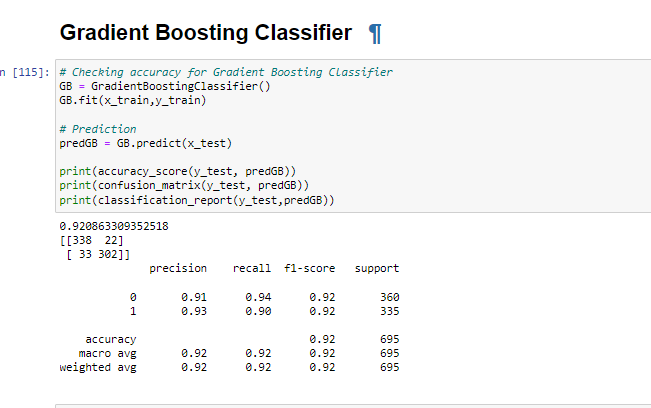 Gradient Boosting Classifier ¶
n [115]: # Checking accuracy for Gradient Boosting Classifier
GB = GradientBoostingClassifier()
GB.fit(x_train,y_train)
# Prediction
predGB = GB.predict(x_test)
print(accuracy_score(y_test, predGB))
print(confusion_matrix(y_test, predGB))
print(classification_report(y_test,predGB))
0.920863309352518
[[338  22]
 [ 33 302]]
              precision    recall  f1-score   support
           0       0.91      0.94      0.92       360
           1       0.93      0.90      0.92       335
    accuracy                           0.92       695
   macro avg       0.92      0.92      0.92       695
weighted avg       0.92      0.92      0.92       695